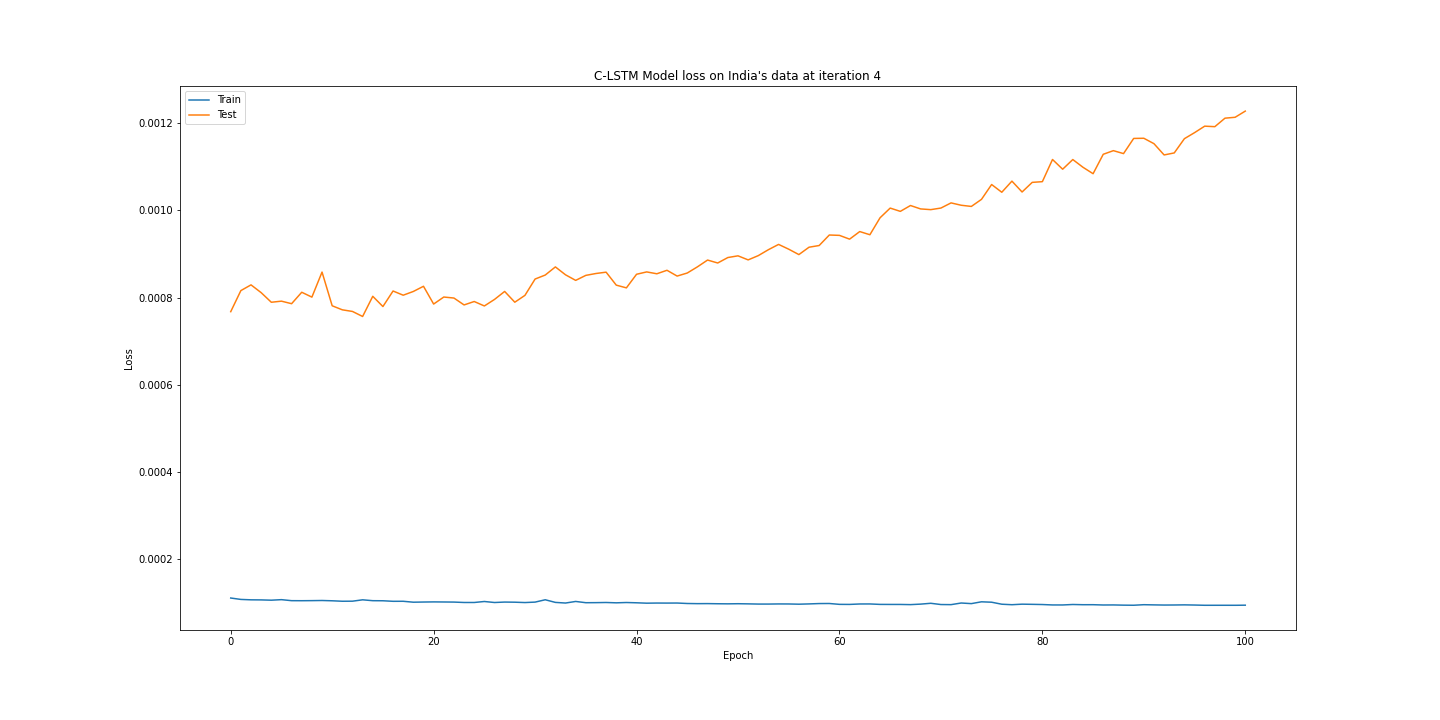 C-LSTM Model loss on India's data at iteration 4
Train
Test
0.0012
0.0010
0.0008
0.0006
0.0004
0.0002
Loss
0 20 40 60 80 100
Epoch